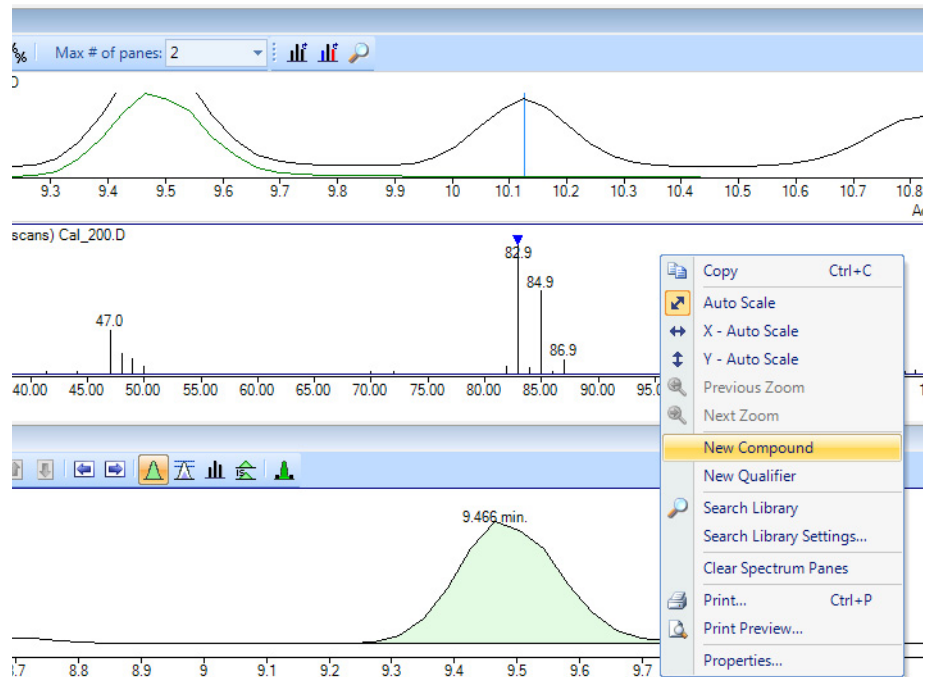 % Max # of panes: 2
9.3 9.4 9.5 9.6 9.7 9.8 9.9 10 10.1 10.2 10.3 10.4 10.5 10.6 10.7 10.8
scans) Cal_200.D
82.9
84.9
47.0
86.9
40.00 45.00 50.00 55.00 60.00 65.00 70.00 75.00 80.00 85.00 90.00 95.0
Copy Ctrl+C
Auto Scale
X - Auto Scale
Y - Auto Scale
Previous Zoom
Next Zoom
New Compound
New Qualifier
Search Library
Search Library Settings...
Clear Spectrum Panes
Print... Ctrl+P
Print Preview...
Properties...
IS
9.466 min.
8.8 8.9 9 9.1 9.2 9.3 9.4 9.5 9.6 9.7